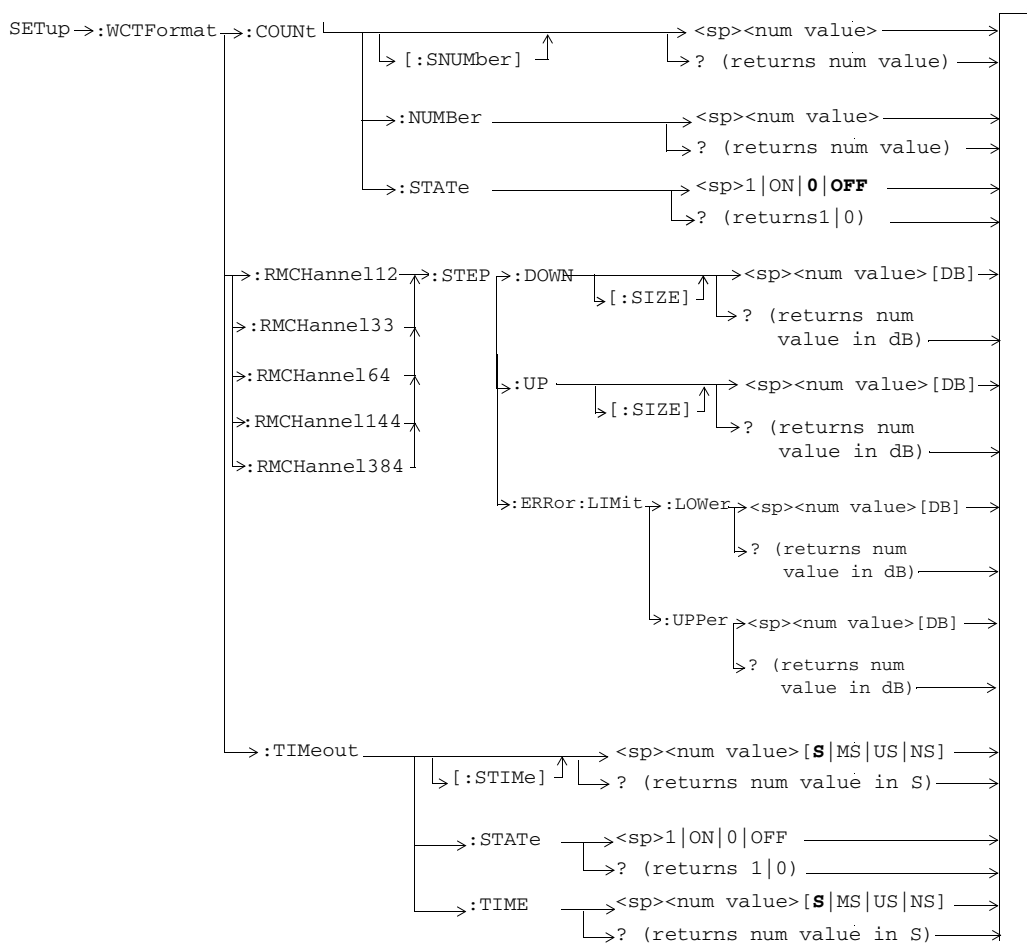 SETup :WCTFormat :COUNt <sp><num value>
[:SNUMber] ? (returns num value)
:NUMBer <sp><num value>
? (returns num value)
:STATe <sp>1|ON|0|OFF
? (returns1|0)
:RMCHannel12 :STEP :DOWN <sp><num value>[DB]
[:SIZE]
? (returns num
value in dB)
:RMCHannel33
:RMCHannel64
:UP <sp><num value>[DB]
[:SIZE]
:RMCHannel144
? (returns num
value in dB)
:RMCHannel384
:ERRor:LIMit :LOWer <sp><num value>[DB]
? (returns num
value in dB)
:UPPer <sp><num value>[DB]
? (returns num
value in dB)
:TIMeout <sp><num value>[S|MS|US|NS]
[:STIMe] ? (returns num value in S)
:STATe <sp>1|ON|0|OFF
? (returns 1|0)
:TIME <sp><num value>[S|MS|US|NS]
? (returns num value in S)